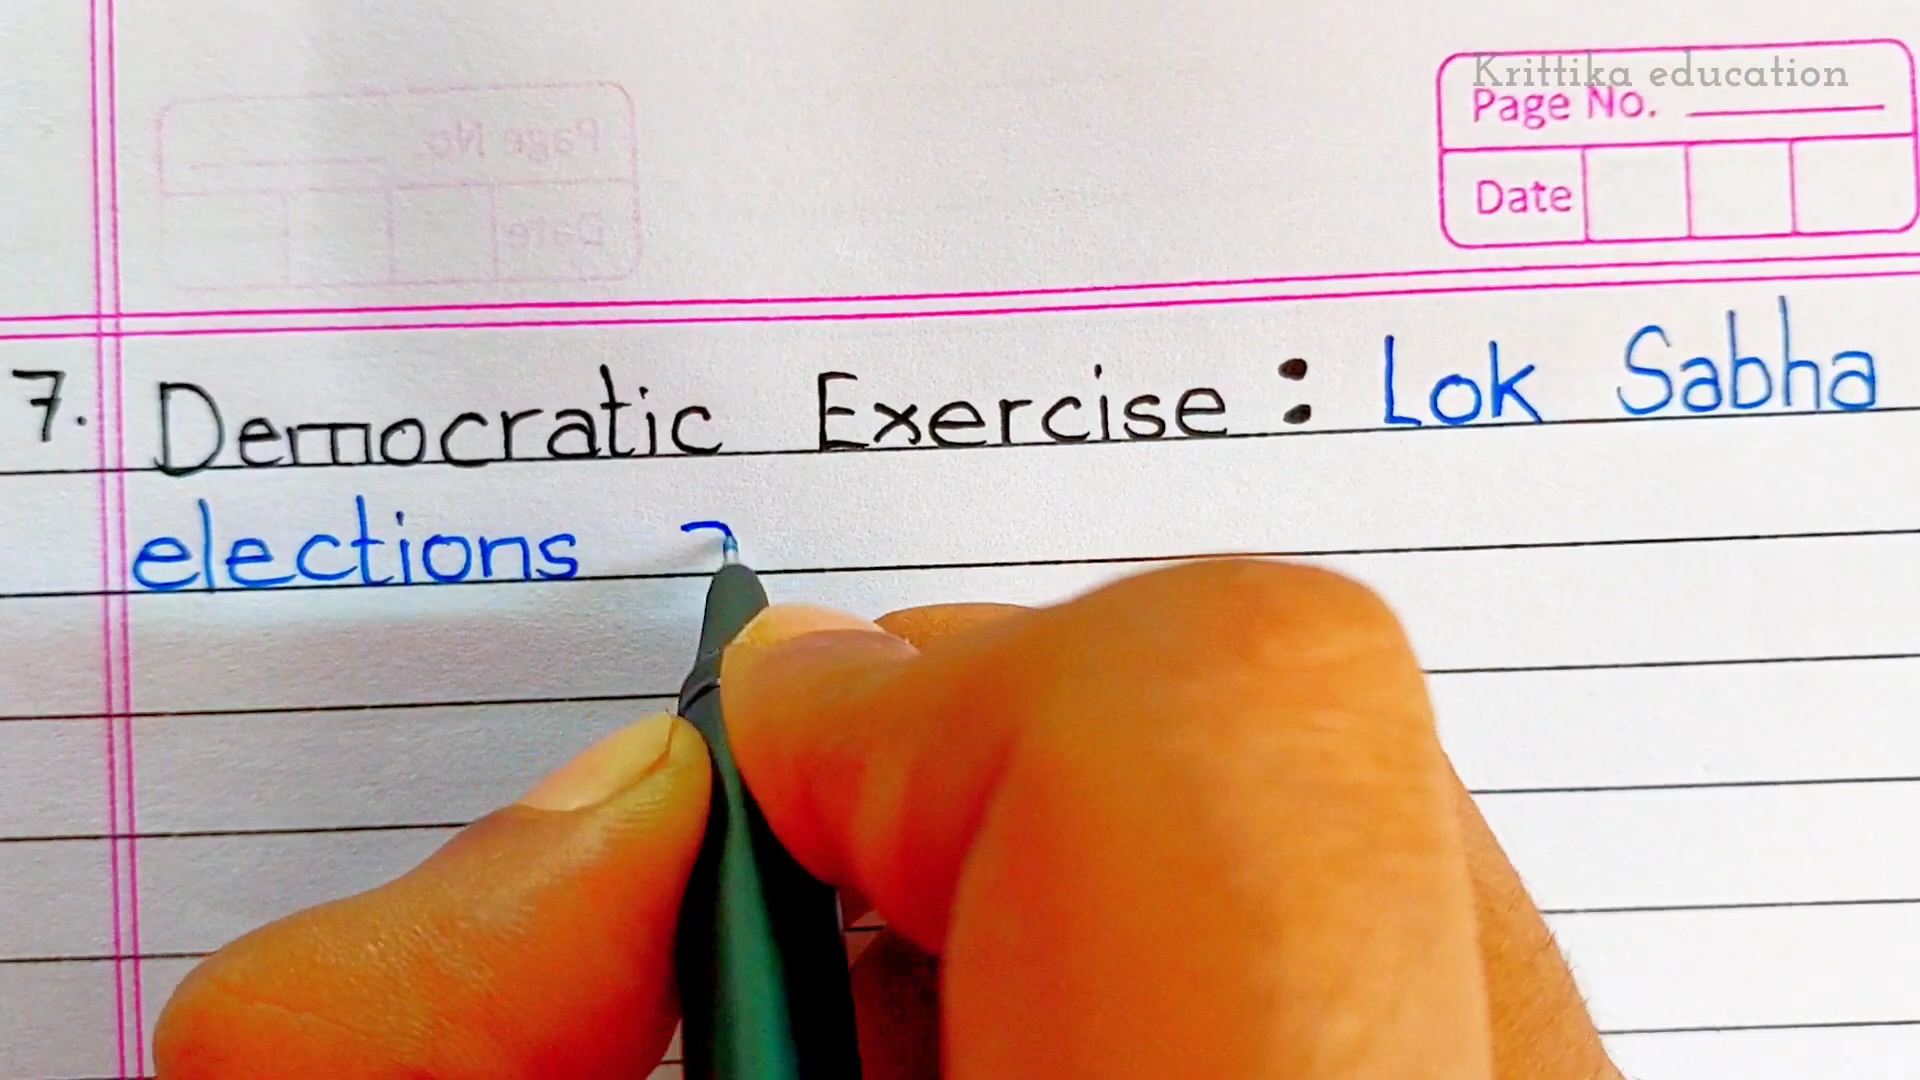 Krittika education
Page No.
Date
7. Democratic Exercise: Lok Sabha
elections